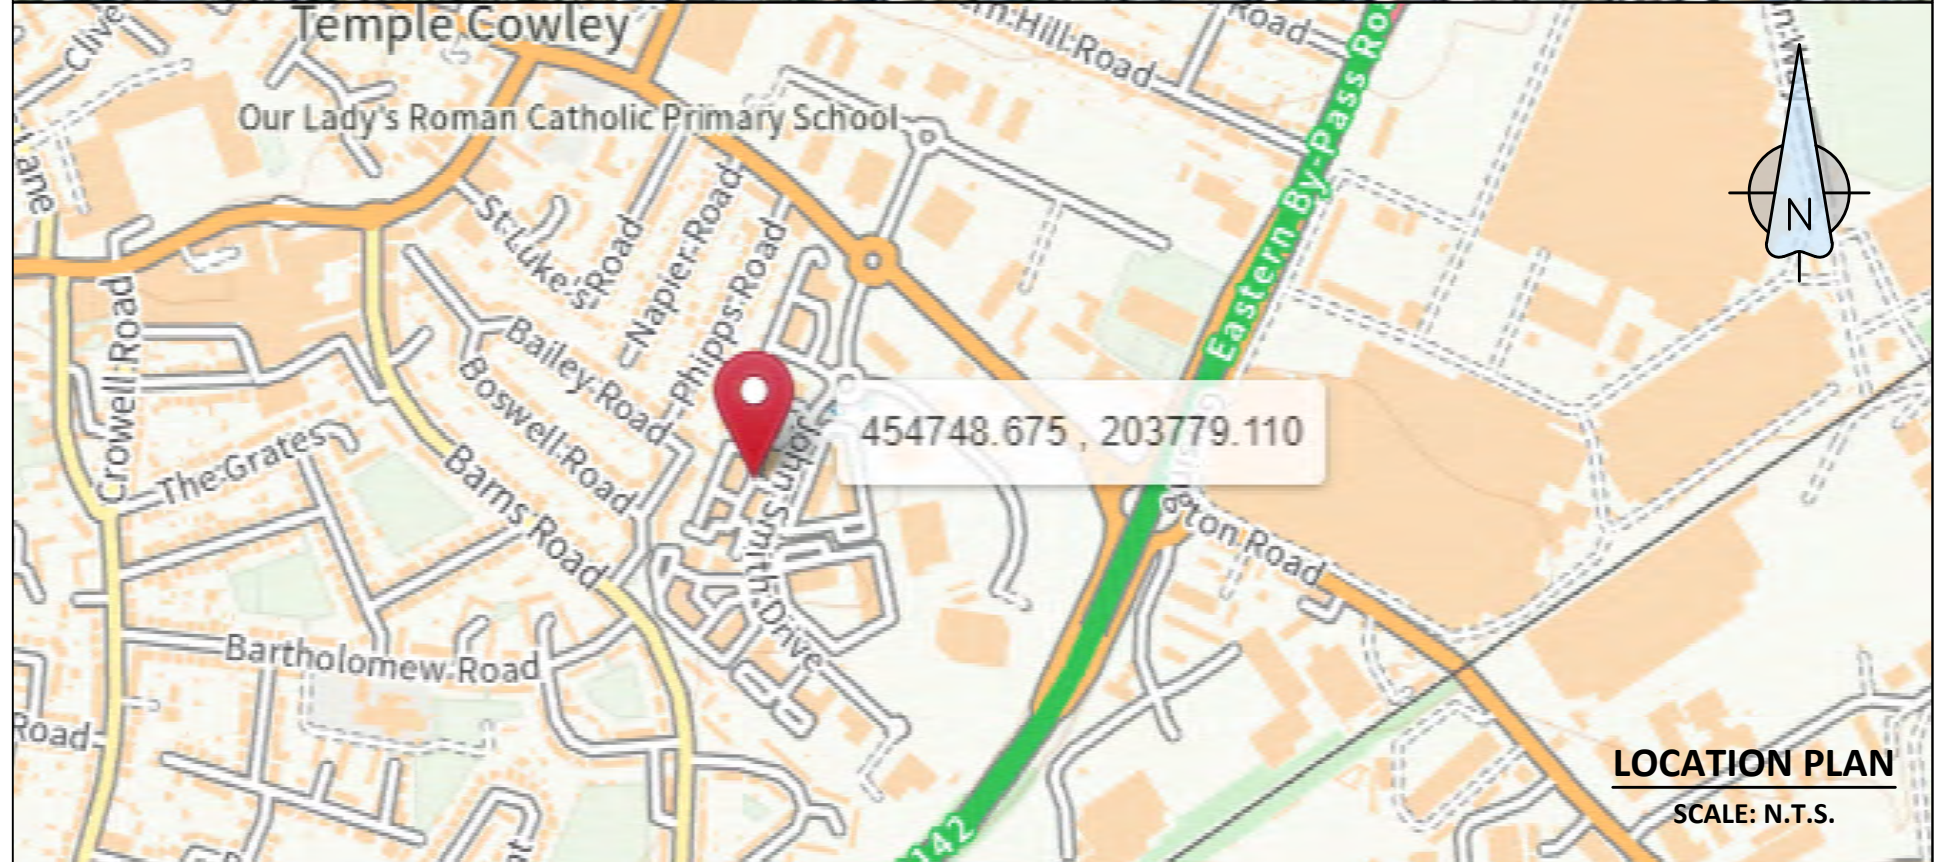 Temple Cowley
Clive
Hill Road
Road
Our Lady's Roman Catholic Primary School
Eastern By-Pass
N
St Luke's Road
Napier Road
Phipps Road
Bailey Road
Boswell Road
Crowell Road
The Grates
Barns Road
John Smith Drive
454748.675 , 203779.110
ton Road
Bartholomew Road
Road
142
LOCATION PLAN
SCALE: N.T.S.